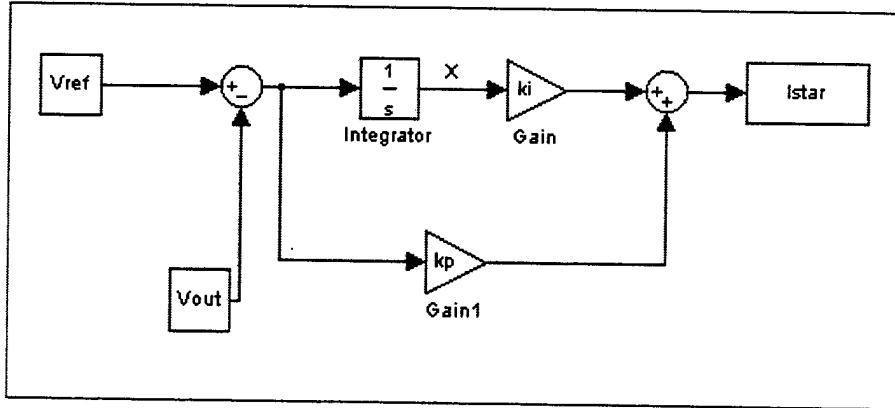 Vref
+
-
1
s
Integrator
X
ki
Gain
+
+
Istar
Vout
kp
Gain1